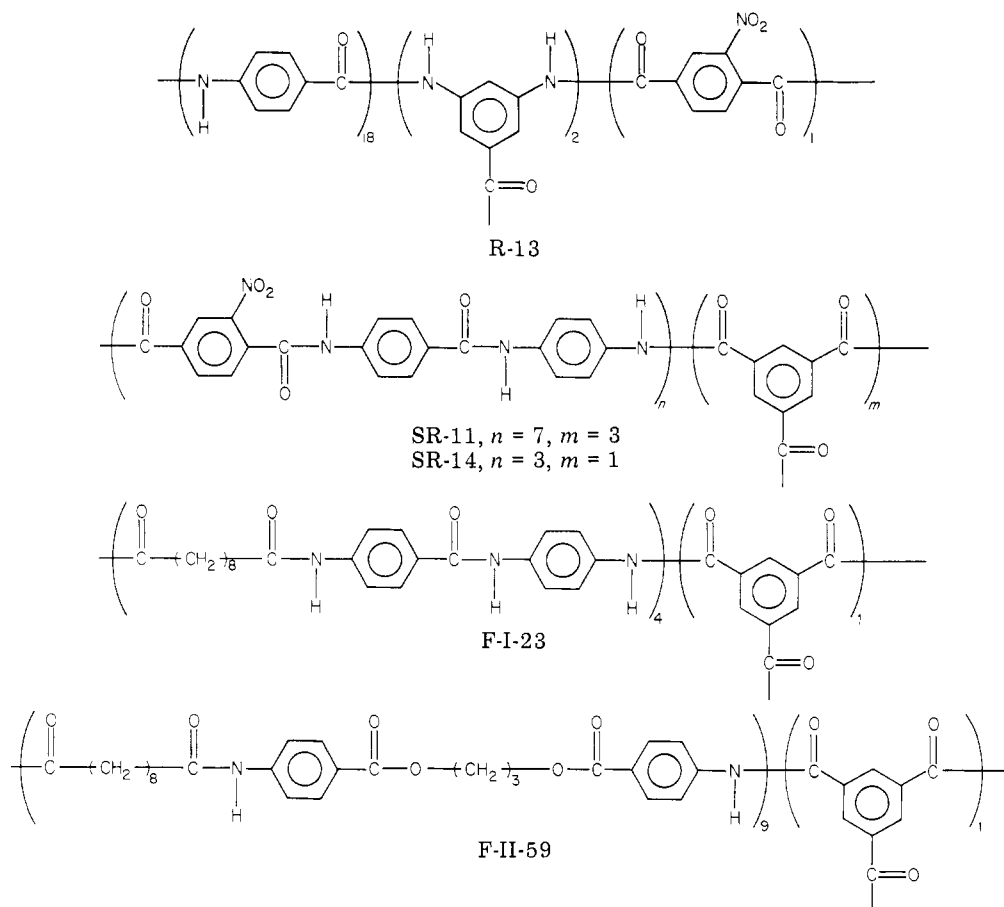 H O H H O NO₂
N C N N C C
H 18 C=O 2 O 1
R-13
O NO₂ H O H O O
C C N C N N C C
O H n C=O m
SR-11, n = 7, m = 3
SR-14, n = 3, m = 1
O O O O O
C (CH₂)₈ C N C N N C C
H H H 4 C=O 1
F-I-23
O O O O O O
C (CH₂)₈ C N C O (CH₂)₃ O C N C C
H H 9 C=O 1
F-II-59